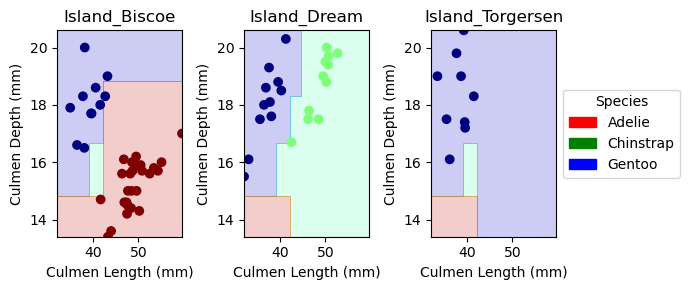 Island_Biscoe
Island_Dream
Island_Torgersen
20
18
16
14
Culmen Depth (mm)
40
50
Culmen Length (mm)
20
18
16
14
Culmen Depth (mm)
40
50
Culmen Length (mm)
20
18
16
14
Culmen Depth (mm)
40
50
Culmen Length (mm)
Species
Adelie
Chinstrap
Gentoo